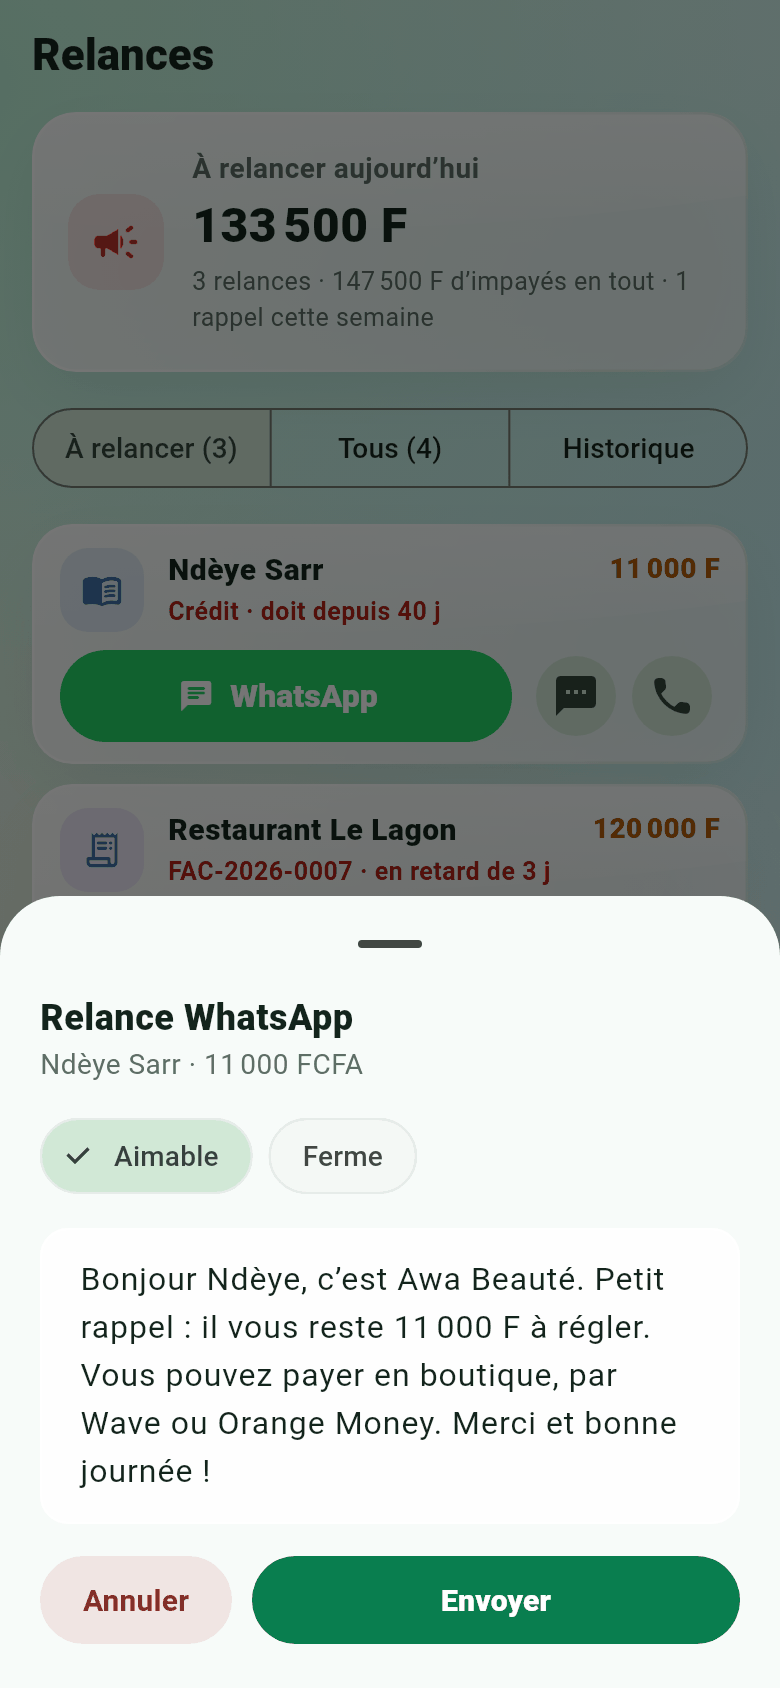 Relances
À relancer aujourd’hui
133 500 F
3 relances · 147 500 F d’impayés en tout · 1
rappel cette semaine
À relancer (3)
Tous (4)
Historique
Ndèye Sarr
11 000 F
Crédit · doit depuis 40 j
WhatsApp
Restaurant Le Lagon
120 000 F
FAC-2026-0007 · en retard de 3 j
Relance WhatsApp
Ndèye Sarr · 11 000 FCFA
Aimable
Ferme
Bonjour Ndèye, c’est Awa Beauté. Petit
rappel : il vous reste 11 000 F à régler.
Vous pouvez payer en boutique, par
Wave ou Orange Money. Merci et bonne
journée !
Annuler
Envoyer